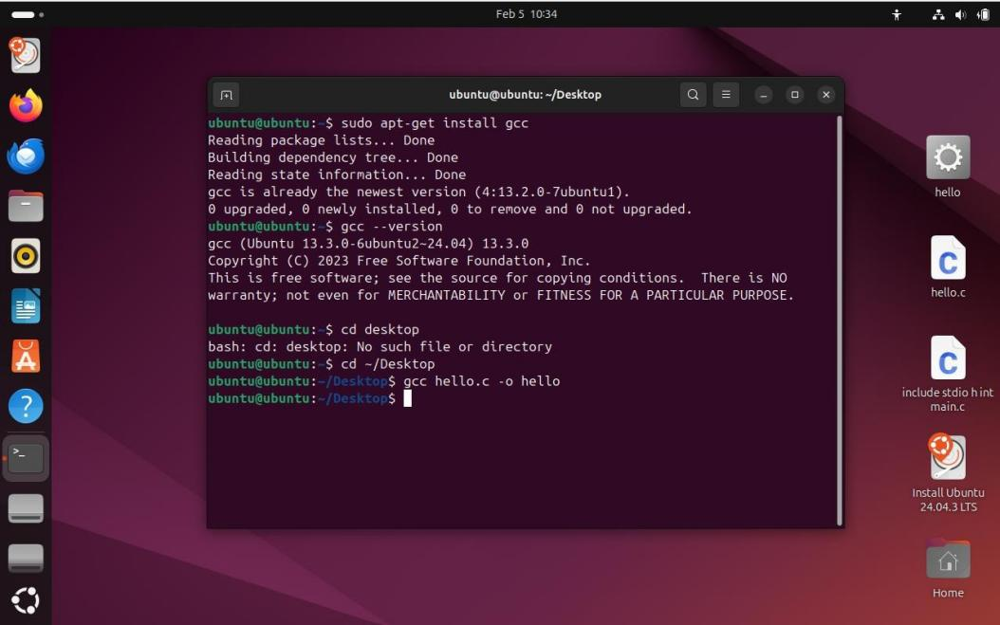 Feb 5 10:34
ubuntu@ubuntu: ~/Desktop
ubuntu@ubuntu:~$ sudo apt-get install gcc
Reading package lists... Done
Building dependency tree... Done
Reading state information... Done
gcc is already the newest version (4:13.2.0-7ubuntu1).
0 upgraded, 0 newly installed, 0 to remove and 0 not upgraded.
ubuntu@ubuntu:~$ gcc --version
gcc (Ubuntu 13.3.0-6ubuntu2~24.04) 13.3.0
Copyright (C) 2023 Free Software Foundation, Inc.
This is free software; see the source for copying conditions.  There is NO
warranty; not even for MERCHANTABILITY or FITNESS FOR A PARTICULAR PURPOSE.
ubuntu@ubuntu:~$ cd desktop
bash: cd: desktop: No such file or directory
ubuntu@ubuntu:~$ cd ~/Desktop
ubuntu@ubuntu:~/Desktop$ gcc hello.c -o hello
ubuntu@ubuntu:~/Desktop$
hello
hello.c
include stdio h int
main.c
Install Ubuntu
24.04.3 LTS
Home